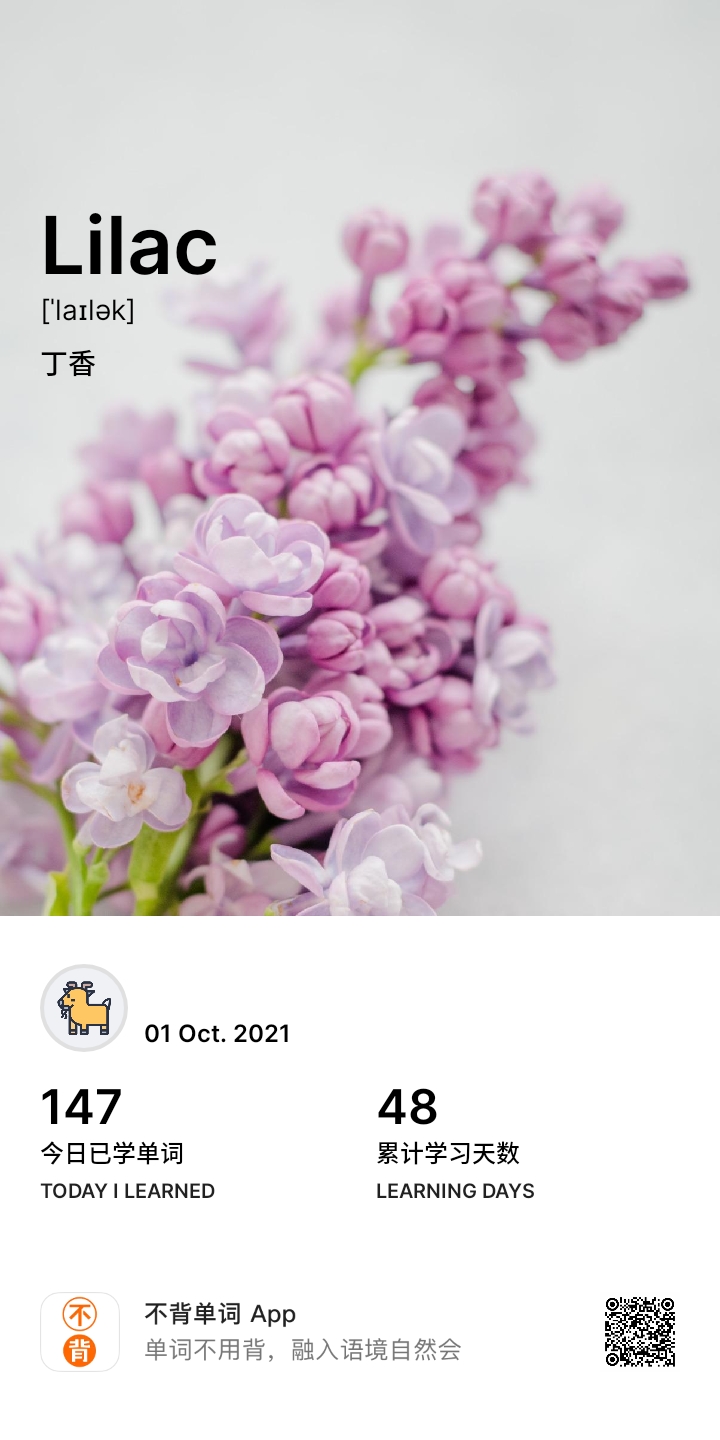 Lilac
[ˈlaɪlək]
丁香
01 Oct. 2021
147
今日已学单词
TODAY I LEARNED
48
累计学习天数
LEARNING DAYS
不
背
不背单词 App
单词不用背，融入语境自然会